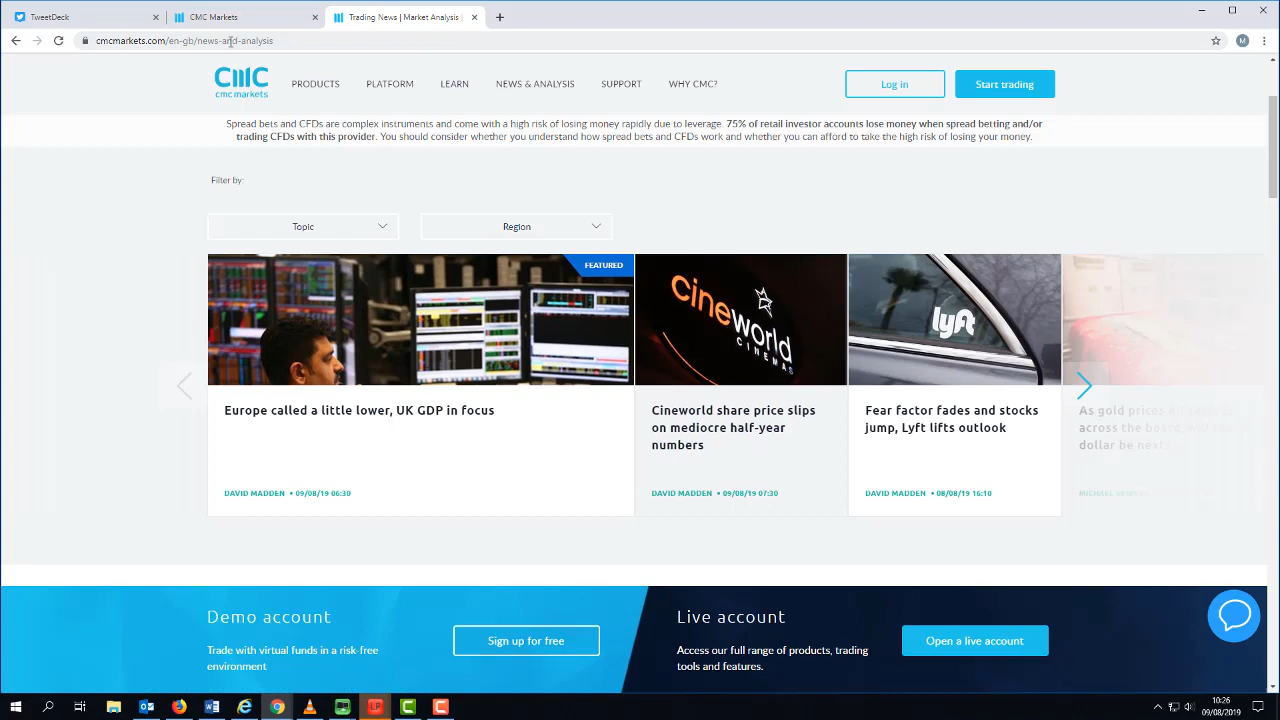 TweetDeck
CMC Markets
Trading News | Market Analysis |
cmcmarkets.com/en-gb/news-and-analysis
M
CMC
cmc markets
PRODUCTS
PLATFORM
LEARN
NEWS & ANALYSIS
SUPPORT
WHY CMC?
Log in
Start trading
Spread bets and CFDs are complex instruments and come with a high risk of losing money rapidly due to leverage. 75% of retail investor accounts lose money when spread betting and/or
trading CFDs with this provider. You should consider whether you understand how spread bets and CFDs work and whether you can afford to take the high risk of losing your money.
Filter by:
Topic
Region
FEATURED
cineworld
CINEMAS
lyft
Europe called a little lower, UK GDP in focus
DAVID MADDEN • 09/08/19 06:30
Cineworld share price slips
on mediocre half-year
numbers
DAVID MADDEN • 09/08/19 07:30
Fear factor fades and stocks
jump, Lyft lifts outlook
DAVID MADDEN • 08/08/19 16:10
As gold prices
across the board,
dollar be next
MICHAEL
Demo account
Trade with virtual funds in a risk-free
environment
Sign up for free
Live account
Access our full range of products, trading
tools and features.
Open a live account
LP
10:26
09/08/2019